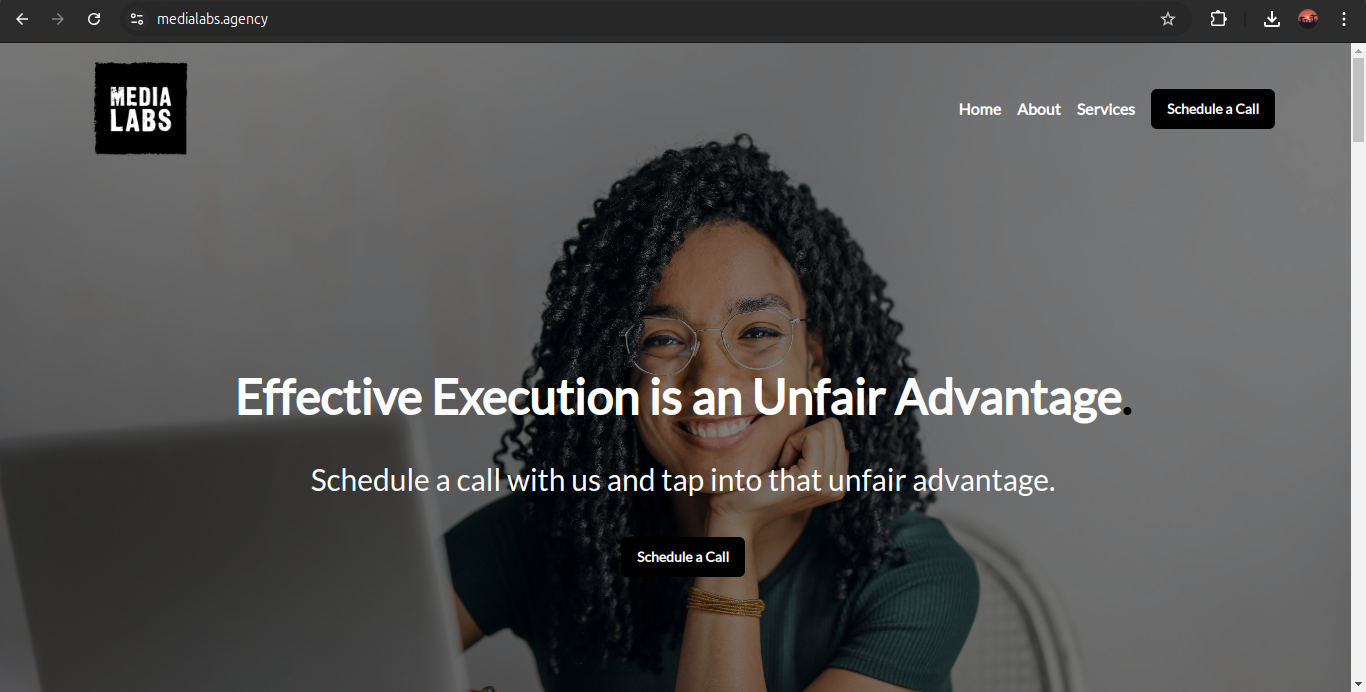 medialabs.agency
MEDIA
LABS
Home About Services Schedule a Call
Effective Execution is an Unfair Advantage.
Schedule a call with us and tap into that unfair advantage.
Schedule a Call